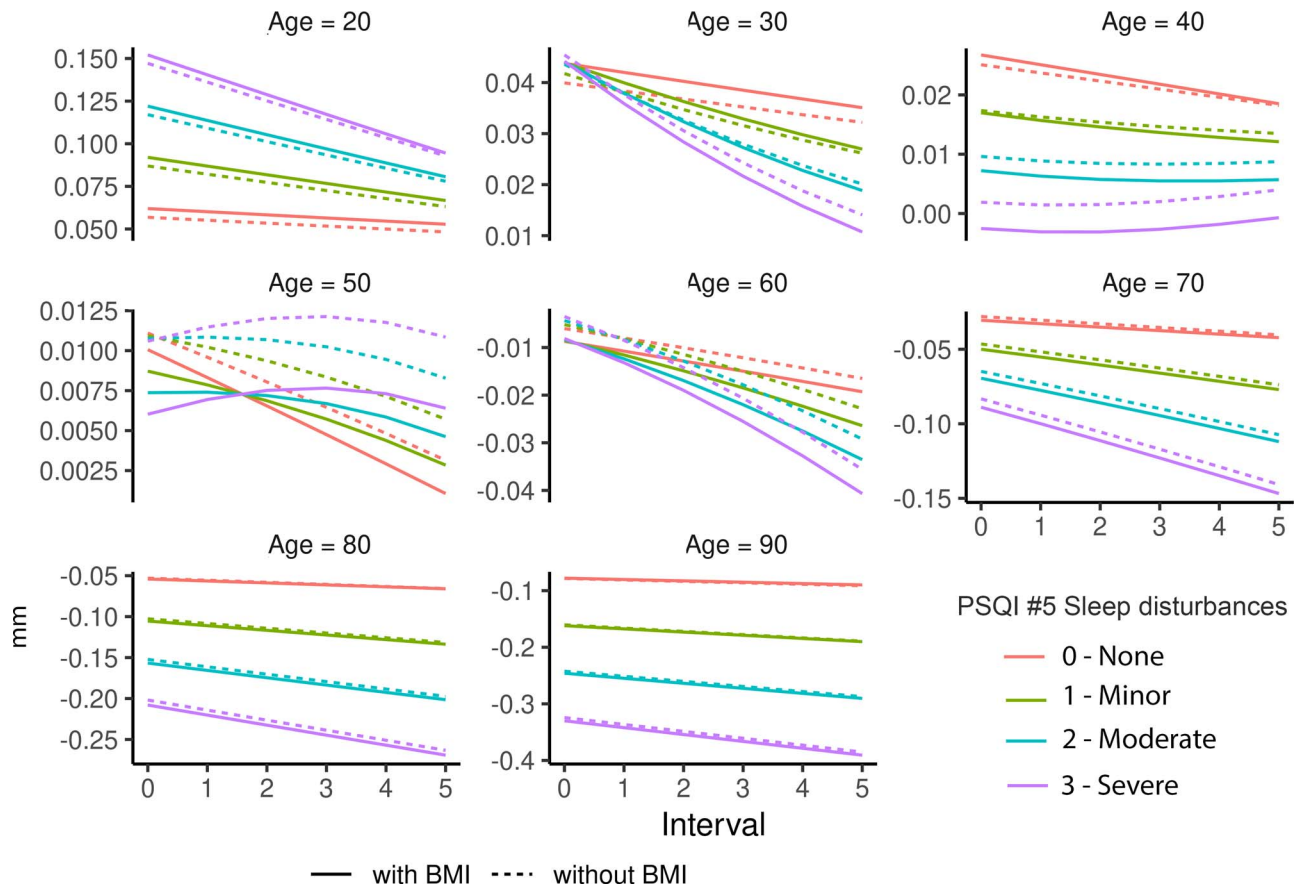 Age = 20
Age = 30
Age = 40
0.150
0.125
0.100
0.075
0.050
0.04
0.03
0.02
0.01
0.02
0.01
0.00
Age = 50
Age = 60
Age = 70
0.0125
0.0100
0.0075
0.0050
0.0025
-0.01
-0.02
-0.03
-0.04
-0.05
-0.10
-0.15
0 1 2 3 4 5
Age = 80
Age = 90
-0.05
-0.10
-0.15
-0.20
-0.25
-0.1
-0.2
-0.3
-0.4
0 1 2 3 4 5
0 1 2 3 4 5
mm
Interval
PSQI #5 Sleep disturbances
0 - None
1 - Minor
2 - Moderate
3 - Severe
with BMI
without BMI